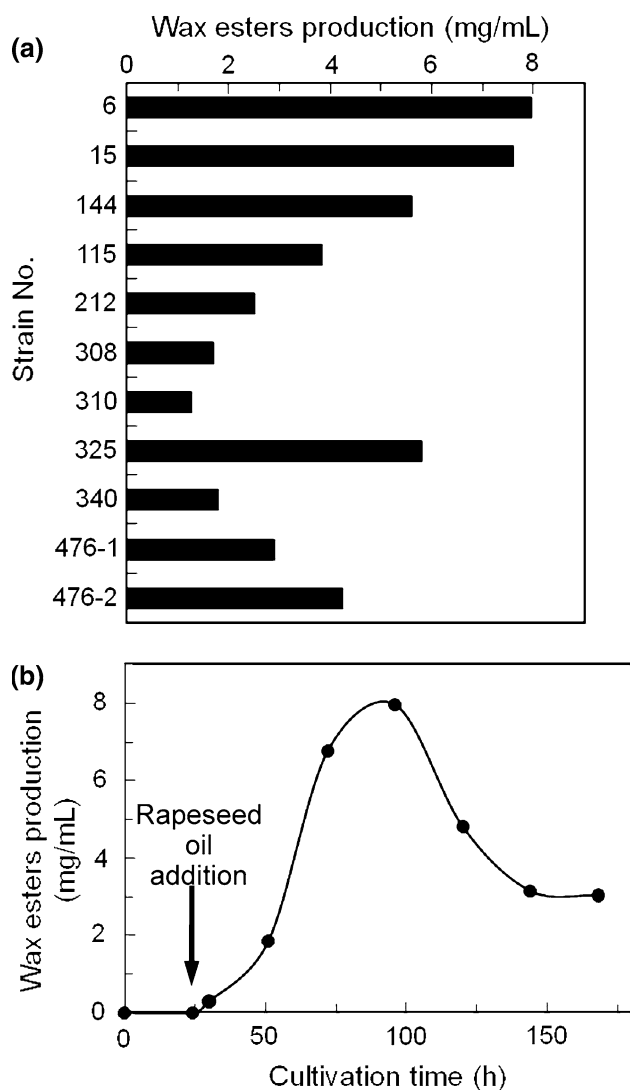 (a)
Wax esters production (mg/mL)
0 2 4 6 8
Strain No.
6
15
144
115
212
308
310
325
340
476-1
476-2
(b)
Wax esters production
(mg/mL)
8
6
4
2
0
Rapeseed
oil
addition
0 50 100 150
Cultivation time (h)